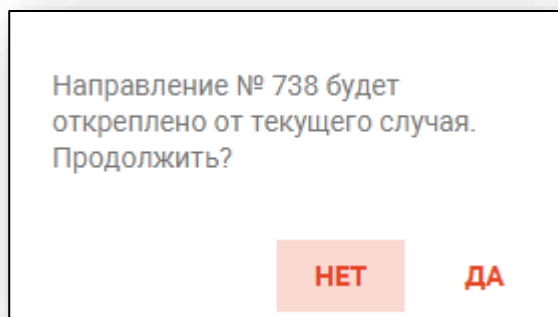 Направление № 738 будет
откреплено от текущего случая.
Продолжить?
НЕТ ДА